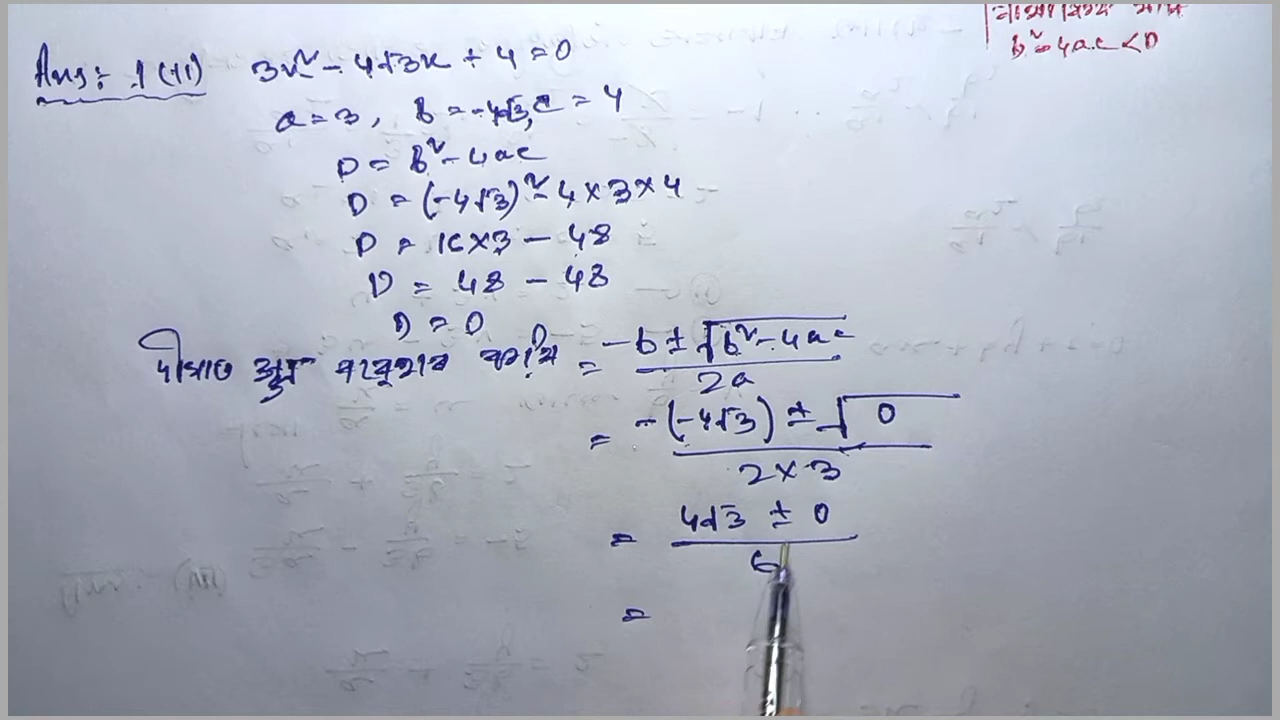 b² - 4ac < 0
Ans: 1 (ii) 3x² - 4√3x + 4 = 0
a = 3, b = -4√3, c = 4
D = b² - 4ac
D = (-4√3)² - 4 × 3 × 4
D = 16 × 3 - 48
D = 48 - 48
D = 0
দ্বিঘাত সূত্ৰ ব্যৱহাৰ কৰি = -b ± √b² - 4ac / 2a
= -(-4√3) ± √0 / 2 × 3
= 4√3 ± 0 / 6
=